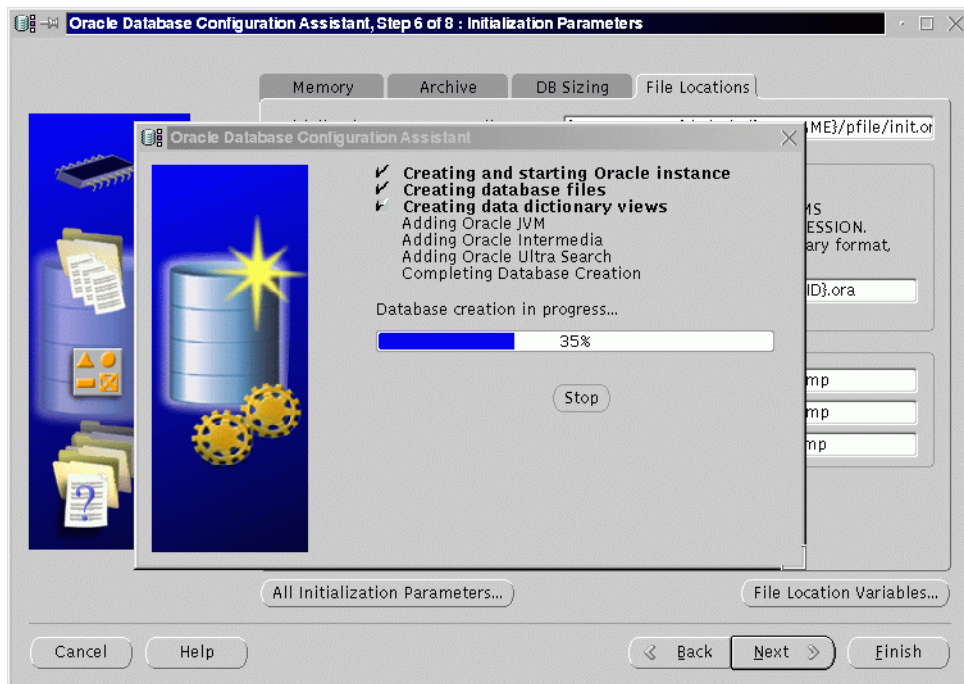 Oracle Database Configuration Assistant, Step 6 of 8 : Initialization Parameters
Memory
Archive
DB Sizing
File Locations
ME}/pfile/init.or
Oracle Database Configuration Assistant
Creating and starting Oracle instance
Creating database files
Creating data dictionary views
Adding Oracle JVM
Adding Oracle Intermedia
Adding Oracle Ultra Search
Completing Database Creation
Database creation in progress...
35%
Stop
MS
ESSION.
ary format,
ID}.ora
mp
mp
mp
?
All Initialization Parameters...
File Location Variables...
Cancel
Help
Back
Next
Finish